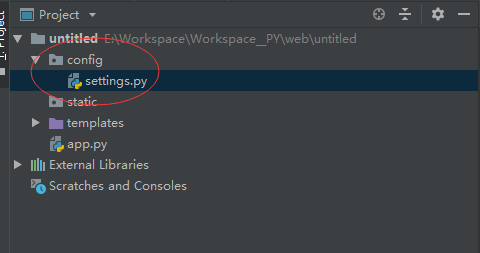 1: Project
Project
untitled E:\Workspace\Workspace__PY\web\untitled
config
settings.py
static
templates
app.py
External Libraries
Scratches and Consoles